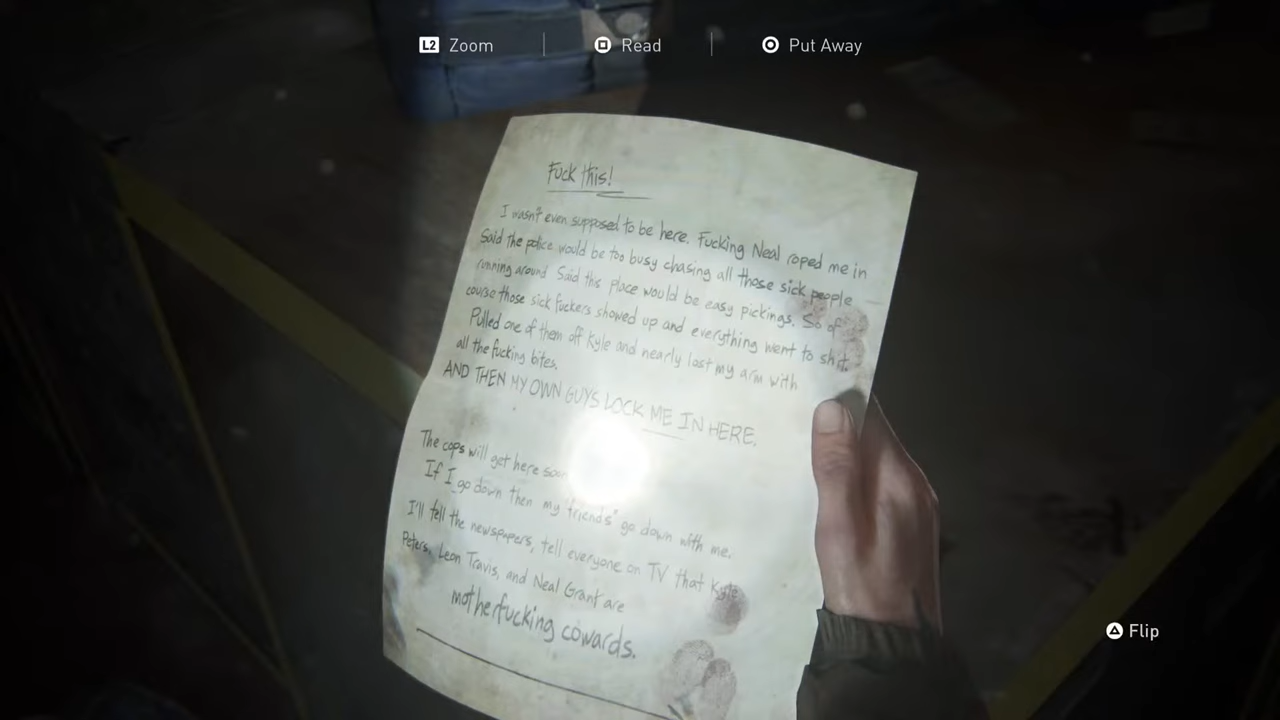 L2 Zoom
Read
Put Away
Fuck this!
I wasn't even supposed to be here. Fucking Neal roped me in
Said the police would be too busy chasing all those sick people
running around. Said this place would be easy pickings. So of
course those sick fuckers showed up and everything went to shit.
Pulled one of them off Kyle and nearly lost my arm with
all the fucking bites.
AND THEN MY OWN GUYS LOCK ME IN HERE.
The cops will get here soon
If I go down then my "friends" go down with me.
I'll tell the newspapers, tell everyone on TV that Kyle
Peters, Leon Travis, and Neal Grant are
motherfucking cowards.
Flip